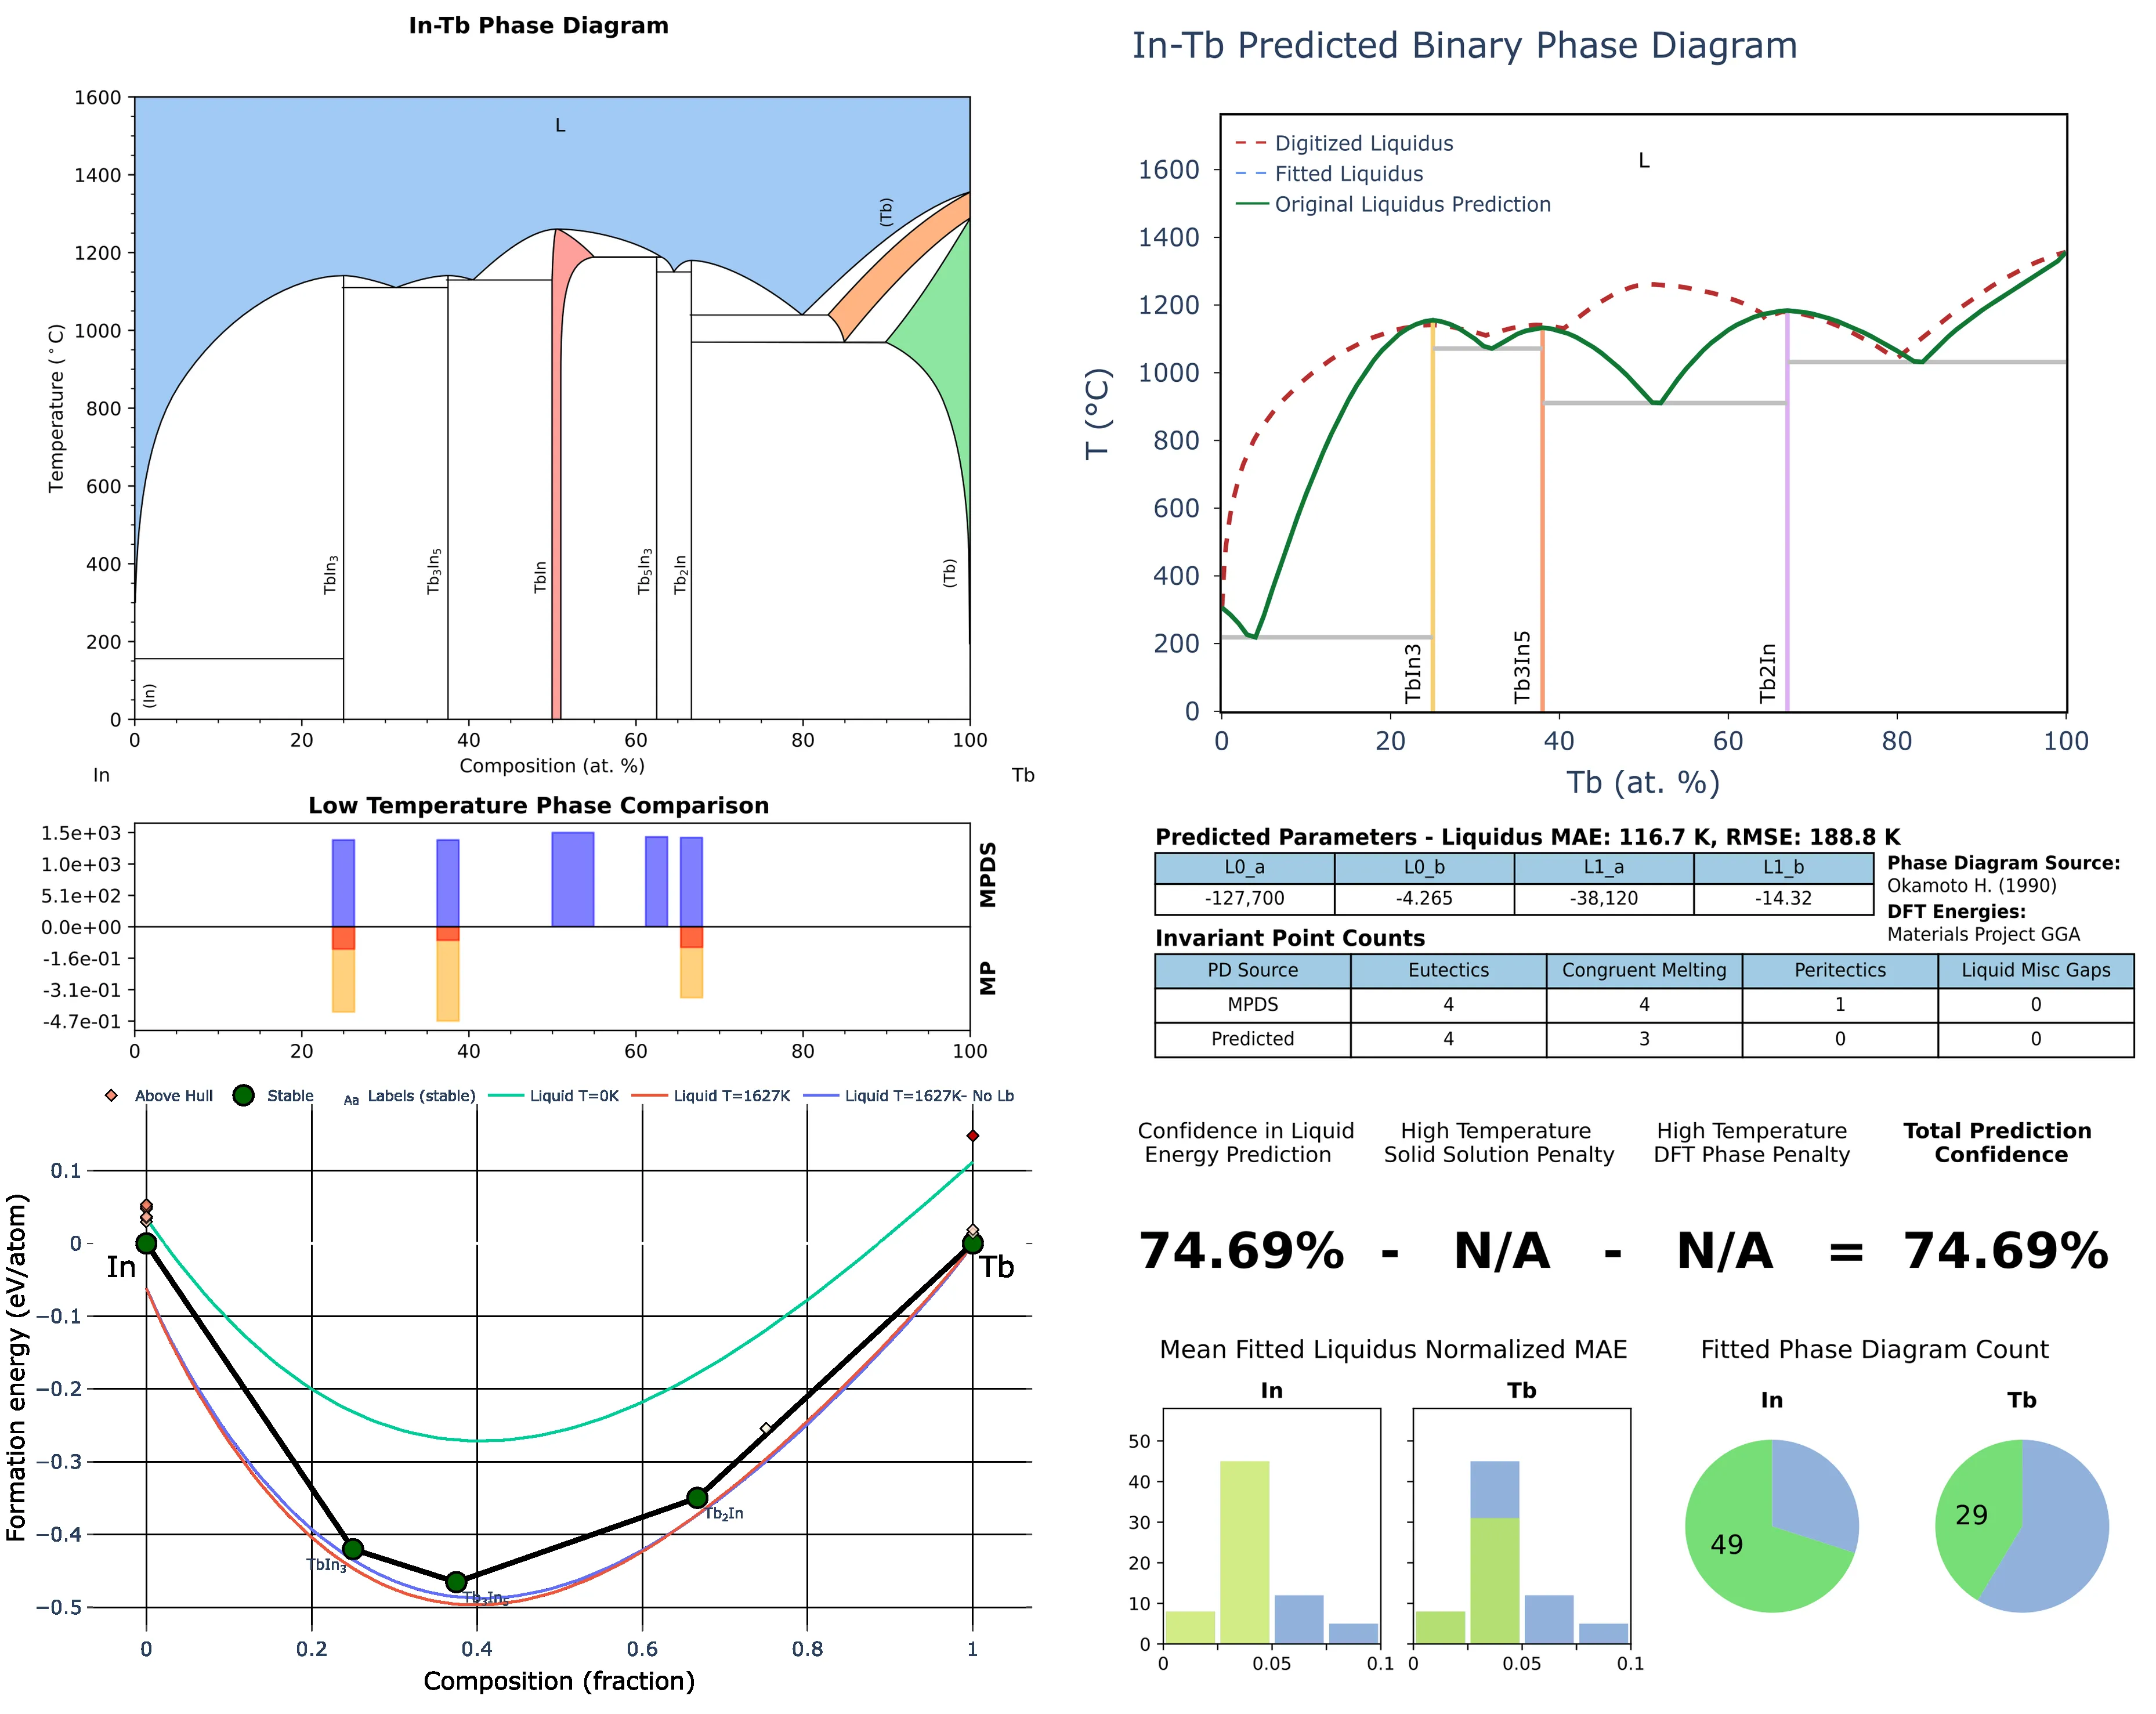 In-Tb Phase Diagram
1600
1400
1200
1000
800
600
400
200
0
Temperature (°C)
L
(Tb)
TbIn3
Tb3In5
TbIn
Tb5In3
Tb2In
(Tb)
(In)
0 20 40 60 80 100
Composition (at. %)
In Tb
Low Temperature Phase Comparison
1.5e+03
1.0e+03
5.1e+02
0.0e+00
-1.6e-01
-3.1e-01
-4.7e-01
MPDS
MP
0 20 40 60 80 100
Above Hull Stable Aa Labels (stable) Liquid T=0K Liquid T=1627K Liquid T=1627K- No Lb
0.1
0
−0.1
−0.2
−0.3
−0.4
−0.5
Formation energy (eV/atom)
In
Tb
TbIn3
Tb3In5
Tb2In
0 0.2 0.4 0.6 0.8 1
Composition (fraction)
In-Tb Predicted Binary Phase Diagram
Digitized Liquidus
Fitted Liquidus
Original Liquidus Prediction
L
1600
1400
1200
1000
800
600
400
200
0
T (°C)
TbIn3
Tb3In5
Tb2In
0 20 40 60 80 100
Tb (at. %)
Predicted Parameters - Liquidus MAE: 116.7 K, RMSE: 188.8 K
L0_a L0_b L1_a L1_b
-127,700 -4.265 -38,120 -14.32
Phase Diagram Source:
Okamoto H. (1990)
DFT Energies:
Materials Project GGA
Invariant Point Counts
PD Source Eutectics Congruent Melting Peritectics Liquid Misc Gaps
MPDS 4 4 1 0
Predicted 4 3 0 0
Confidence in Liquid Energy Prediction
High Temperature Solid Solution Penalty
High Temperature DFT Phase Penalty
Total Prediction Confidence
74.69% - N/A - N/A = 74.69%
Mean Fitted Liquidus Normalized MAE
In Tb
50
40
30
20
10
0
0 0.05 0.1
0 0.05 0.1
Fitted Phase Diagram Count
In Tb
49
29